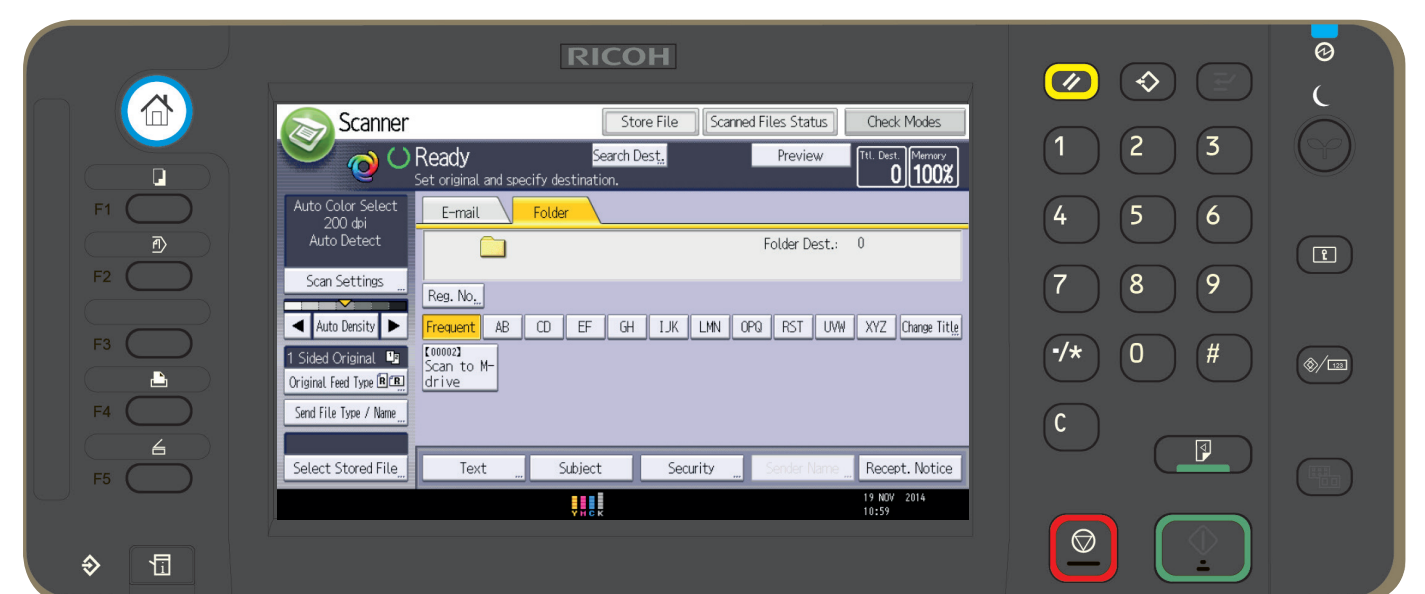 RICOH
Scanner
Store File
Scanned Files Status
Check Modes
Ready
Search Dest.
Preview
Ttl. Dest.
0
Memory
100%
Set original and specify destination.
Auto Color Select
200 dpi
Auto Detect
Scan Settings
Auto Density
1 Sided Original
Original Feed Type R R
Send File Type / Name
Select Stored File
E-mail
Folder
Folder Dest.: 0
Reg. No.
Frequent AB CD EF GH IJK LMN OPQ RST UVW XYZ Change Title
【00002】
Scan to M-
drive
Text
Subject
Security
Sender Name
Recept. Notice
YMCK
19 NOV 2014
10:59
F1
F2
F3
F4
F5
1 2 3
4 5 6
7 8 9
·/* 0 #
C
123